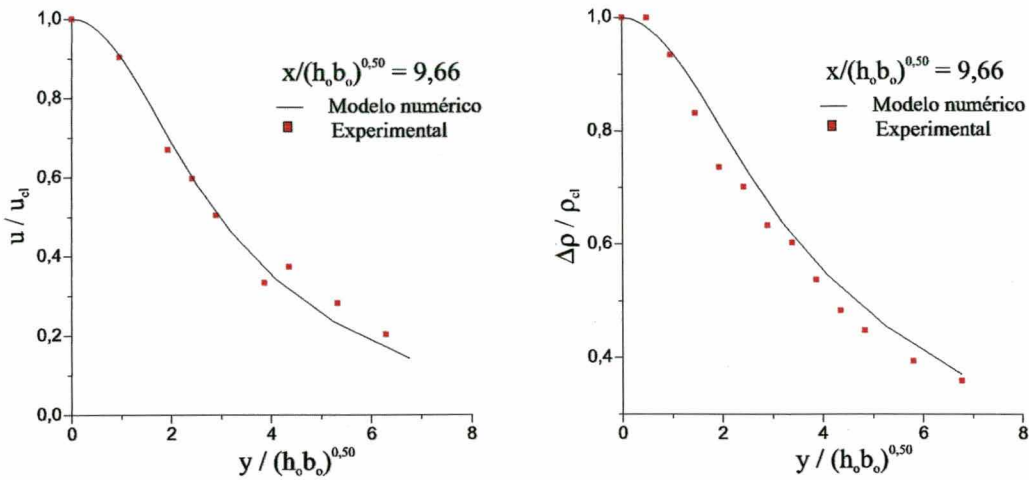 1,0
0,8
0,6
0,4
0,2
0,0
u / u_cl
x/(h_o b_o)^0,50 = 9,66
Modelo numérico
Experimental
0 2 4 6 8
y / (h_o b_o)^0,50
1,0
0,8
0,6
0,4
Δρ / ρ_cl
x/(h_o b_o)^0,50 = 9,66
Modelo numérico
Experimental
0 2 4 6 8
y / (h_o b_o)^0,50